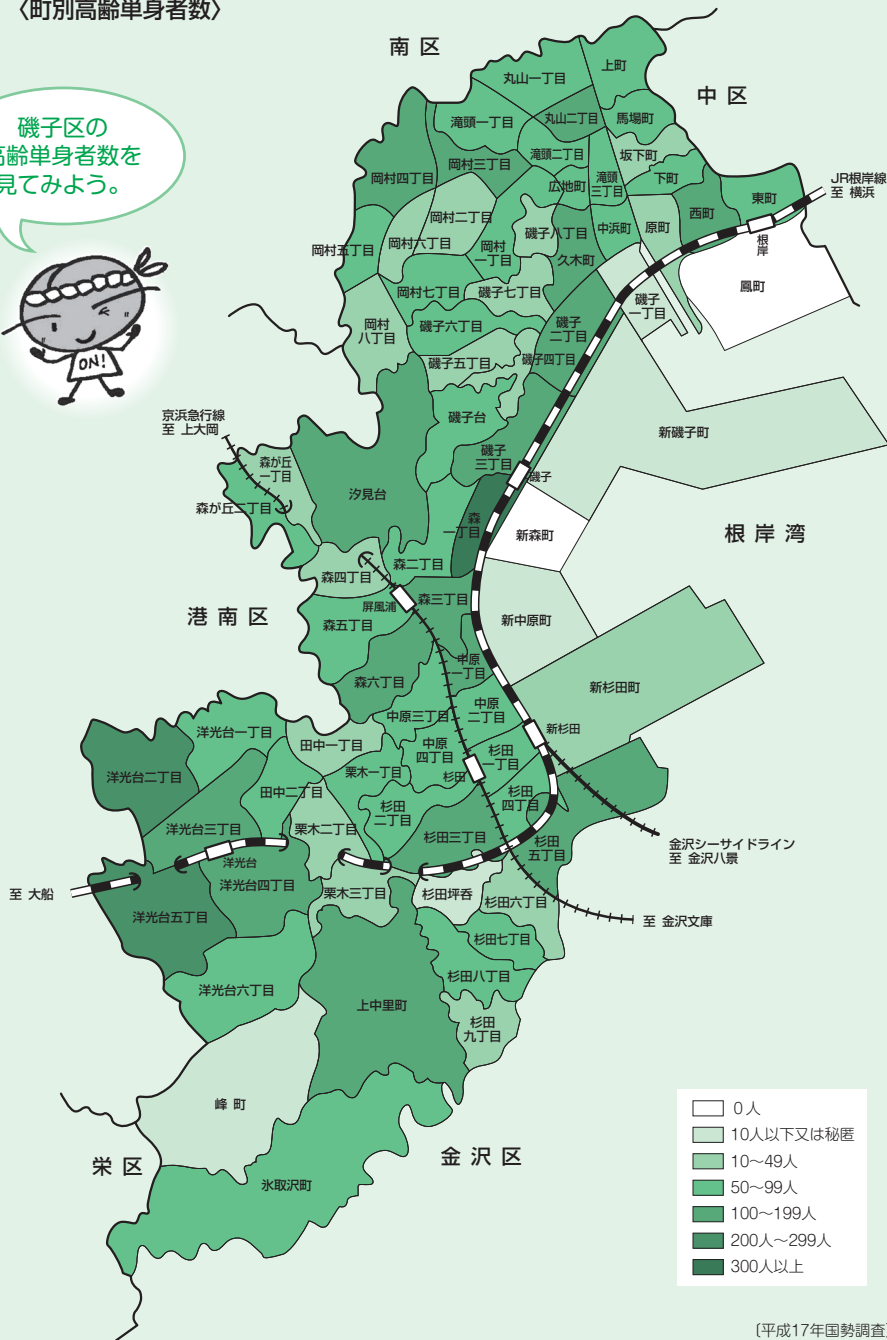 〈町別高齢単身者数〉
磯子区の
高齢単身者数を
見てみよう。
ON!
南区
中区
港南区
栄区
金沢区
根岸湾
丸山一丁目
上町
滝頭一丁目
丸山二丁目
馬場町
岡村三丁目
滝頭二丁目
坂下町
岡村四丁目
広地町
滝頭
三丁目
下町
東町
JR根岸線
至 横浜
西町
根岸
岡村二丁目
岡村五丁目
岡村六丁目
岡村
一丁目
磯子八丁目
中浜町
原町
久木町
鳳町
岡村七丁目
磯子七丁目
磯子
一丁目
岡村
八丁目
磯子六丁目
磯子
二丁目
磯子五丁目
磯子四丁目
京浜急行線
至 上大岡
磯子台
新磯子町
森が丘
一丁目
汐見台
磯子
三丁目
磯子
森が丘二丁目
森
一丁目
新森町
森四丁目
森二丁目
屏風浦
森三丁目
森五丁目
新中原町
森六丁目
中原
一丁目
新杉田町
中原三丁目
中原
二丁目
洋光台一丁目
田中一丁目
中原
四丁目
新杉田
洋光台二丁目
栗木一丁目
杉田
杉田
一丁目
田中二丁目
杉田
二丁目
杉田
四丁目
洋光台三丁目
栗木二丁目
杉田三丁目
杉田
五丁目
金沢シーサイドライン
至 金沢八景
洋光台
至 大船
洋光台四丁目
栗木三丁目
杉田坪呑
杉田六丁目
洋光台五丁目
至 金沢文庫
杉田七丁目
洋光台六丁目
杉田八丁目
上中里町
杉田
九丁目
峰町
氷取沢町
0人
10人以下又は秘匿
10〜49人
50〜99人
100〜199人
200人〜299人
300人以上
〔平成17年国勢調査〕